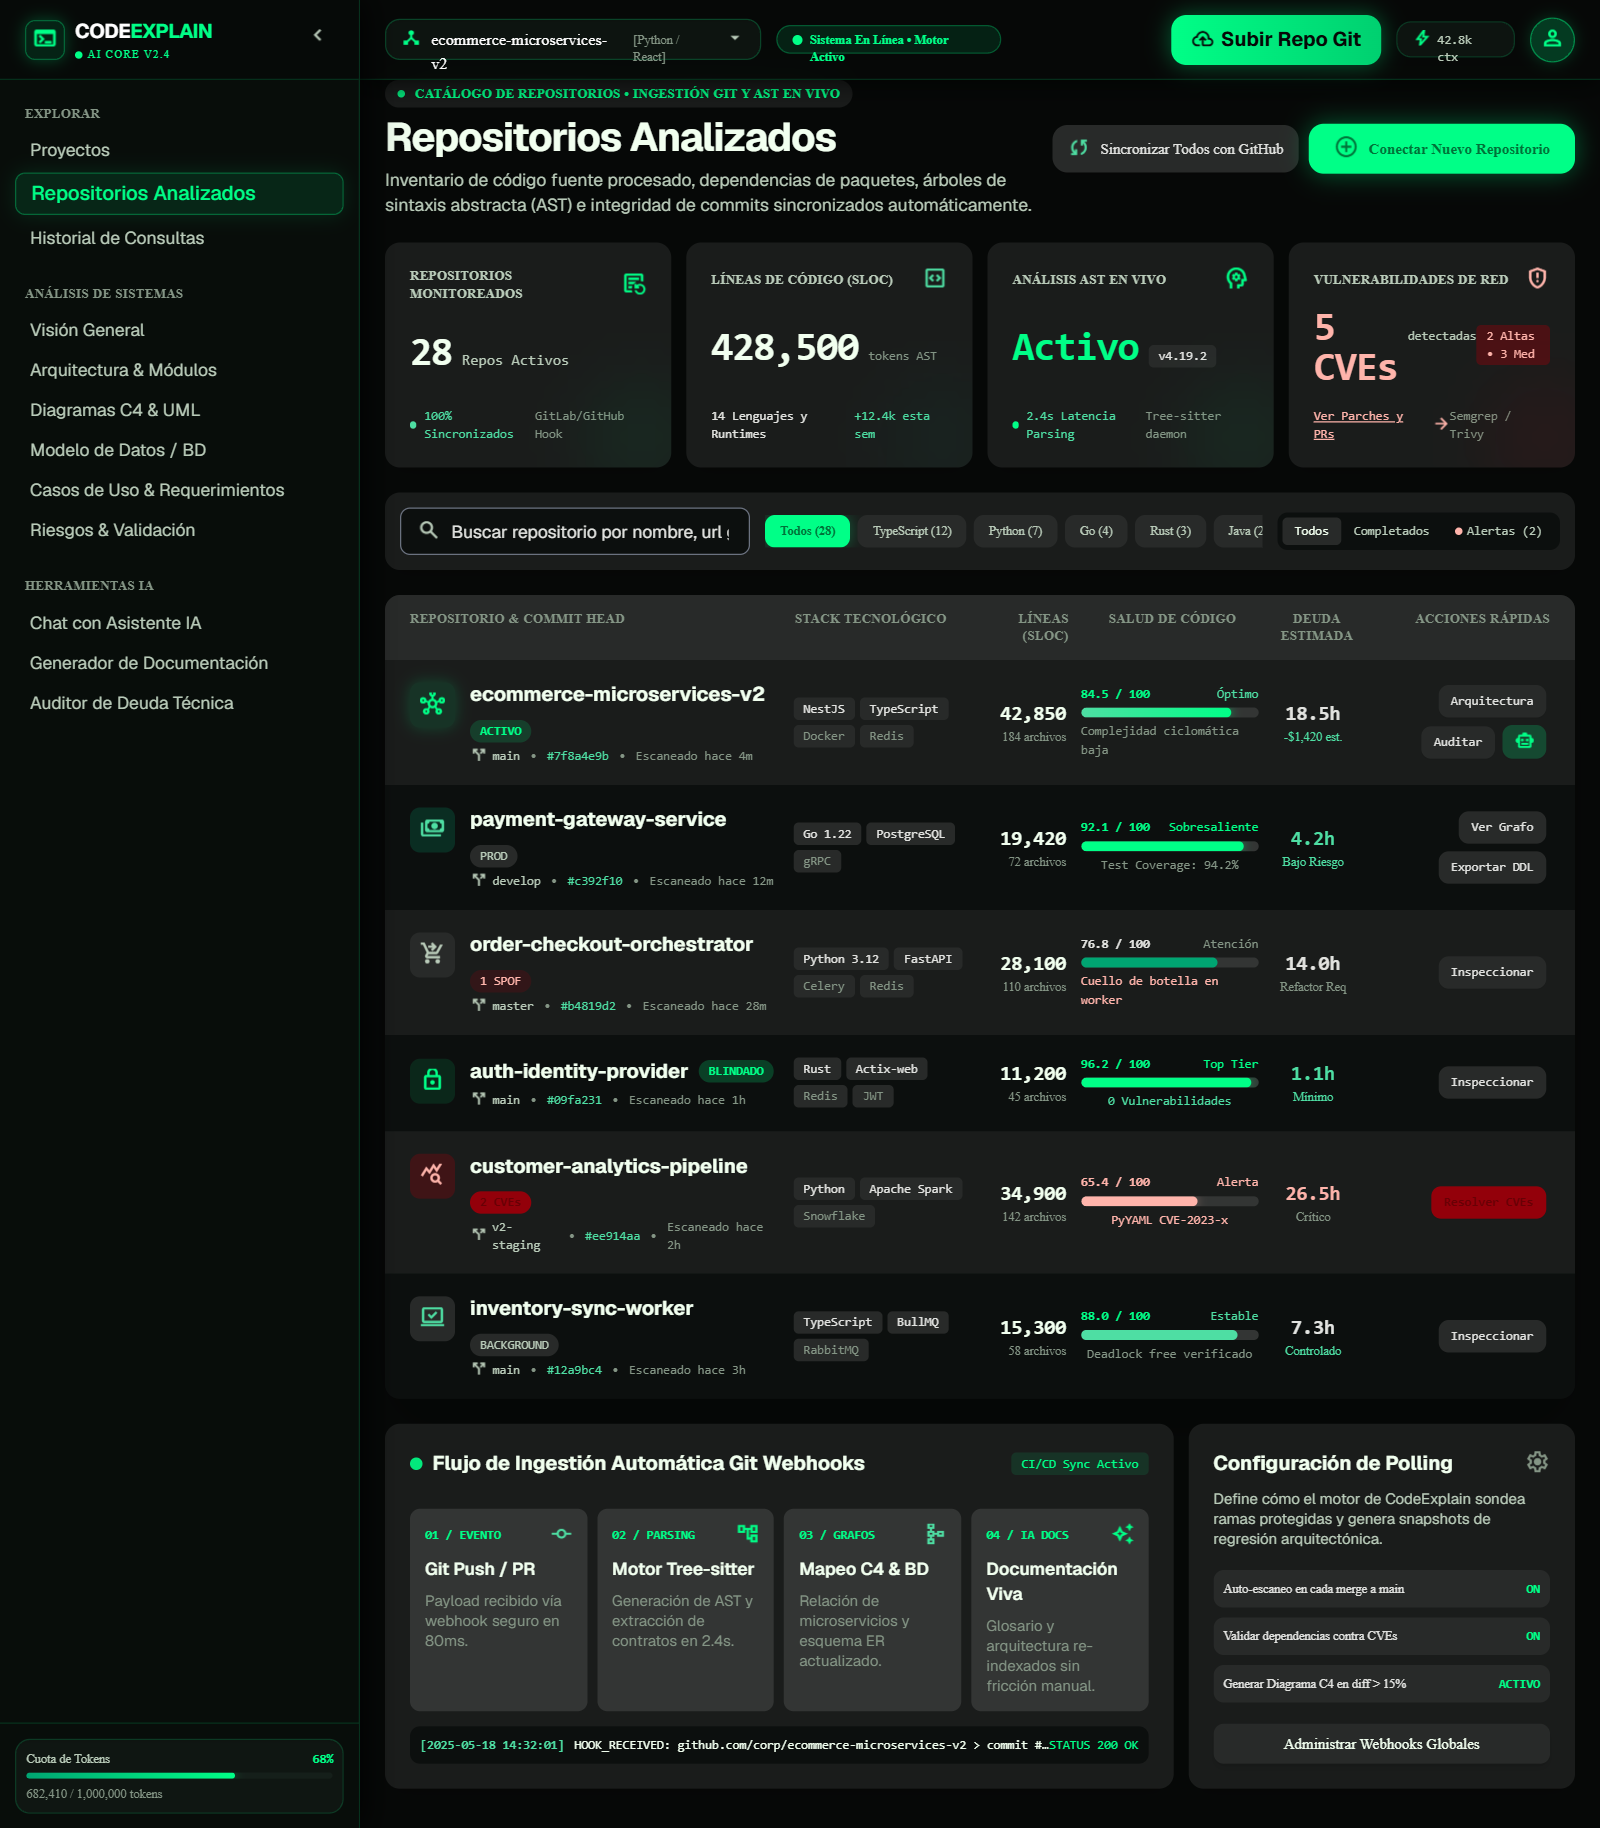 CODEEXPLAIN
AI CORE V2.4
EXPLORAR
Proyectos
Repositorios Analizados
Historial de Consultas
ANÁLISIS DE SISTEMAS
Visión General
Arquitectura & Módulos
Diagramas C4 & UML
Modelo de Datos / BD
Casos de Uso & Requerimientos
Riesgos & Validación
HERRAMIENTAS IA
Chat con Asistente IA
Generador de Documentación
Auditor de Deuda Técnica
Cuota de Tokens 68%
682,410 / 1,000,000 tokens
ecommerce-microservices-
v2
[Python /
React]
Sistema En Línea • Motor
Activo
Subir Repo Git
42.8k
ctx
CATÁLOGO DE REPOSITORIOS • INGESTIÓN GIT Y AST EN VIVO
Repositorios Analizados
Inventario de código fuente procesado, dependencias de paquetes, árboles de
sintaxis abstracta (AST) e integridad de commits sincronizados automáticamente.
Sincronizar Todos con GitHub
Conectar Nuevo Repositorio
REPOSITORIOS
MONITOREADOS
28 Repos Activos
100%
Sincronizados
GitLab/GitHub
Hook
LÍNEAS DE CÓDIGO (SLOC)
428,500 tokens AST
14 Lenguajes y
Runtimes
+12.4k esta
sem
ANÁLISIS AST EN VIVO
Activo v4.19.2
2.4s Latencia
Parsing
Tree-sitter
daemon
VULNERABILIDADES DE RED
5
CVEs
detectadas
2 Altas
• 3 Med
Ver Parches y
PRs
Semgrep /
Trivy
Buscar repositorio por nombre, url
Todos (28) TypeScript (12) Python (7) Go (4) Rust (3) Java (2
Todos Completados Alertas (2)
REPOSITORIO & COMMIT HEAD
STACK TECNOLÓGICO
LÍNEAS
(SLOC)
SALUD DE CÓDIGO
DEUDA
ESTIMADA
ACCIONES RÁPIDAS
ecommerce-microservices-v2
ACTIVO
main • #7f8a4e9b • Escaneado hace 4m
NestJS TypeScript
Docker Redis
42,850
184 archivos
84.5 / 100 Óptimo
Complejidad ciclomática
baja
18.5h
-$1,420 est.
Arquitectura
Auditar
payment-gateway-service
PROD
develop • #c392f10 • Escaneado hace 12m
Go 1.22 PostgreSQL
gRPC
19,420
72 archivos
92.1 / 100 Sobresaliente
Test Coverage: 94.2%
4.2h
Bajo Riesgo
Ver Grafo
Exportar DDL
order-checkout-orchestrator
1 SPOF
master • #b4819d2 • Escaneado hace 28m
Python 3.12 FastAPI
Celery Redis
28,100
110 archivos
76.8 / 100 Atención
Cuello de botella en
worker
14.0h
Refactor Req
Inspeccionar
auth-identity-provider BLINDADO
main • #09fa231 • Escaneado hace 1h
Rust Actix-web
Redis JWT
11,200
45 archivos
96.2 / 100 Top Tier
0 Vulnerabilidades
1.1h
Mínimo
Inspeccionar
customer-analytics-pipeline
2 CVEs
v2-
staging
• #ee914aa •
Escaneado hace
2h
Python Apache Spark
Snowflake
34,900
142 archivos
65.4 / 100 Alerta
PyYAML CVE-2023-x
26.5h
Crítico
Resolver CVEs
inventory-sync-worker
BACKGROUND
main • #12a9bc4 • Escaneado hace 3h
TypeScript BullMQ
RabbitMQ
15,300
58 archivos
88.0 / 100 Estable
Deadlock free verificado
7.3h
Controlado
Inspeccionar
Flujo de Ingestión Automática Git Webhooks
CI/CD Sync Activo
01 / EVENTO
Git Push / PR
Payload recibido vía
webhook seguro en
80ms.
02 / PARSING
Motor Tree-sitter
Generación de AST y
extracción de
contratos en 2.4s.
03 / GRAFOS
Mapeo C4 & BD
Relación de
microservicios y
esquema ER
actualizado.
04 / IA DOCS
Documentación
Viva
Glosario y
arquitectura re-
indexados sin
fricción manual.
[2025-05-18 14:32:01] HOOK_RECEIVED: github.com/corp/ecommerce-microservices-v2 > commit #…STATUS 200 OK
Configuración de Polling
Define cómo el motor de CodeExplain sondea
ramas protegidas y genera snapshots de
regresión arquitectónica.
Auto-escaneo en cada merge a main ON
Validar dependencias contra CVEs ON
Generar Diagrama C4 en diff > 15% ACTIVO
Administrar Webhooks Globales